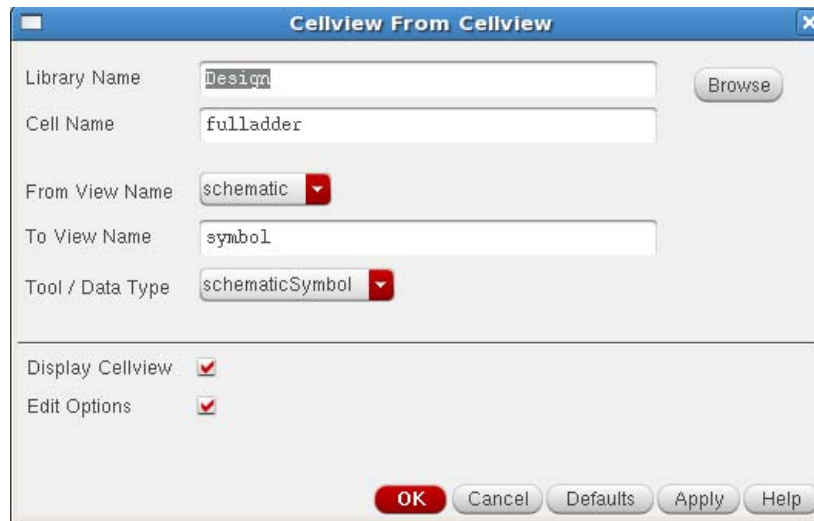 Cellview From Cellview
Library Name Design Browse
Cell Name fulladder
From View Name schematic
To View Name symbol
Tool / Data Type schematicSymbol
Display Cellview
Edit Options
OK Cancel Defaults Apply Help